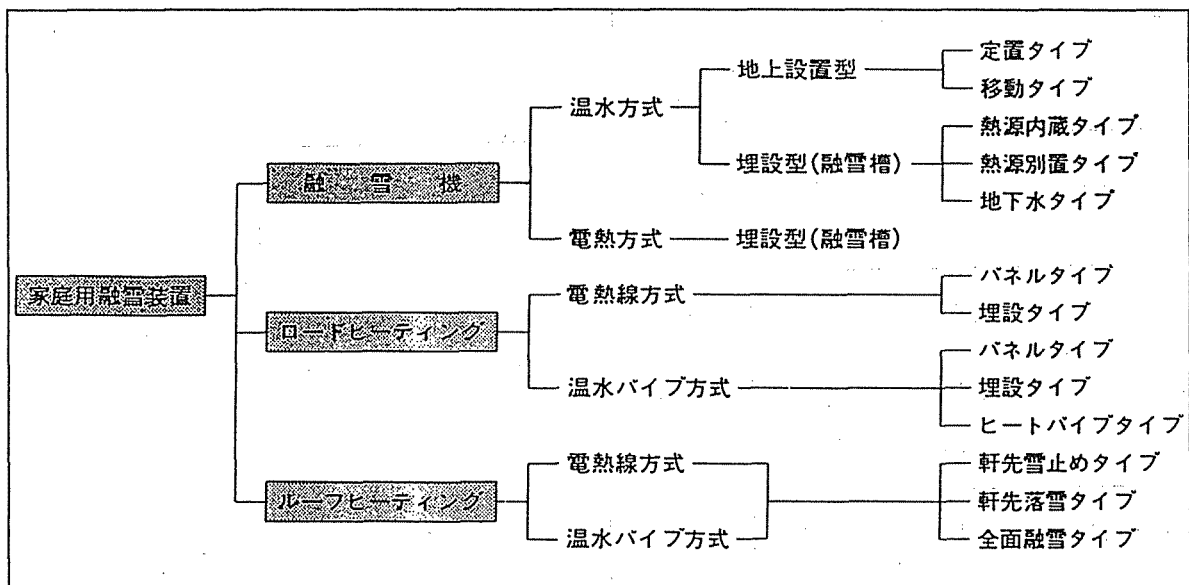 家庭用融雪装置
融雪機
温水方式
地上設置型
定置タイプ
移動タイプ
埋設型(融雪槽)
熱源内蔵タイプ
熱源別置タイプ
地下水タイプ
電熱方式
埋設型(融雪槽)
ロードヒーティング
電熱線方式
パネルタイプ
埋設タイプ
温水パイプ方式
パネルタイプ
埋設タイプ
ヒートパイプタイプ
ルーフヒーティング
電熱線方式
温水パイプ方式
軒先雪止めタイプ
軒先落雪タイプ
全面融雪タイプ